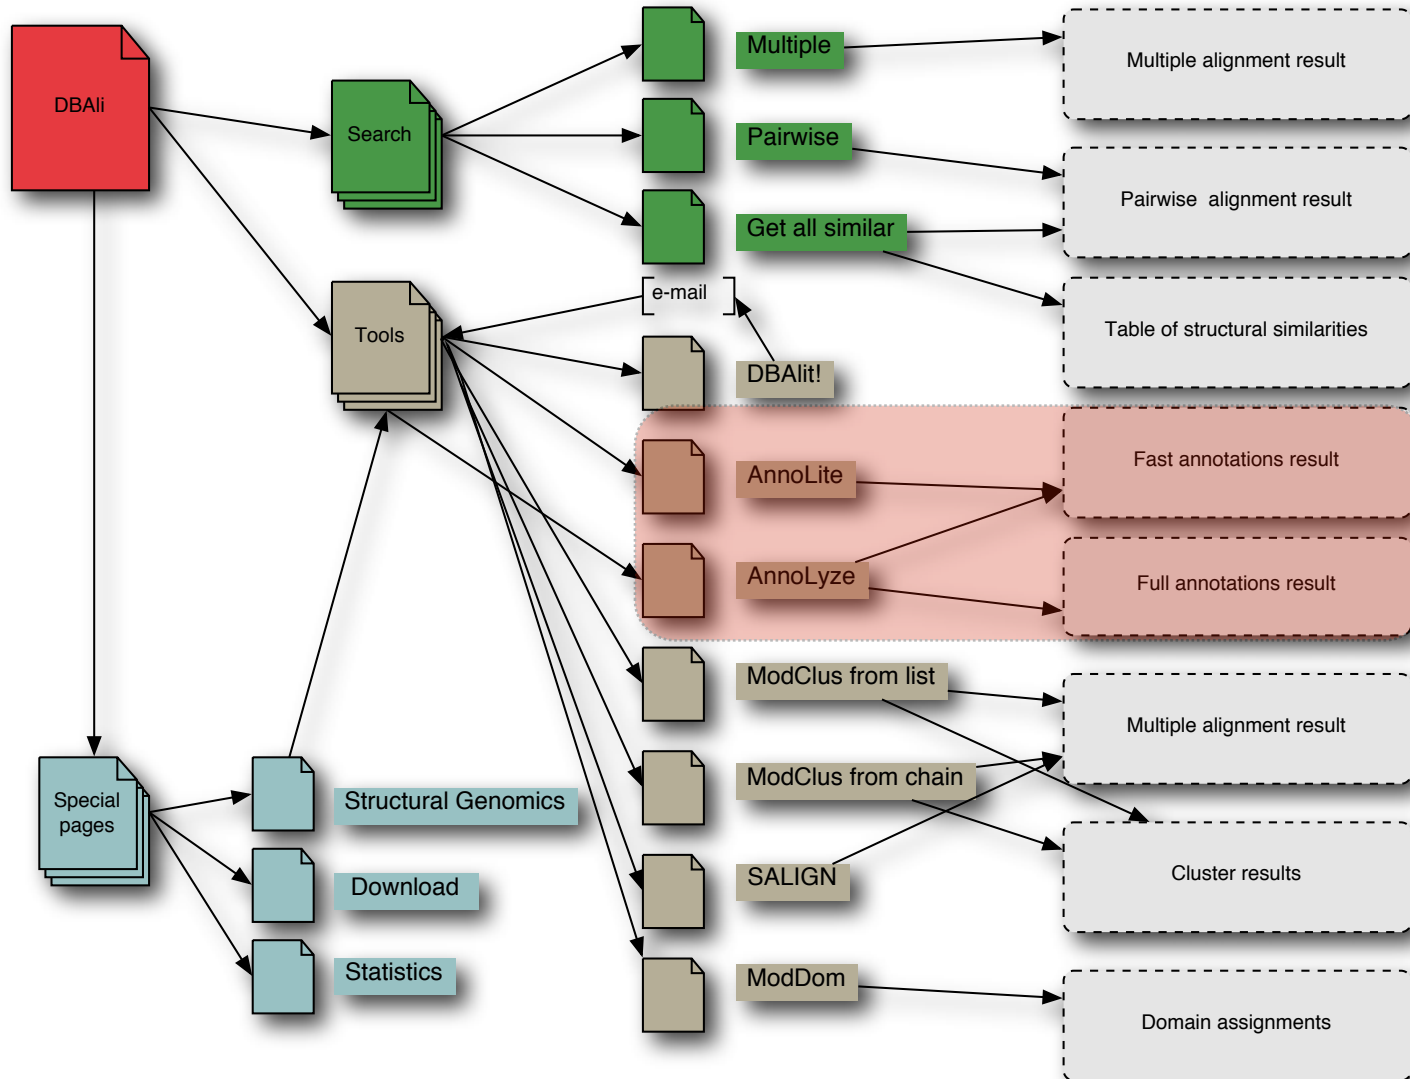 DBAli
Search
Multiple
Multiple alignment result
Pairwise
Pairwise  alignment result
Get all similar
e-mail
Table of structural similarities
Tools
DBAlit!
AnnoLite
Fast annotations result
AnnoLyze
Full annotations result
ModClus from list
Multiple alignment result
ModClus from chain
SALIGN
Cluster results
ModDom
Domain assignments
Special
pages
Structural Genomics
Download
Statistics